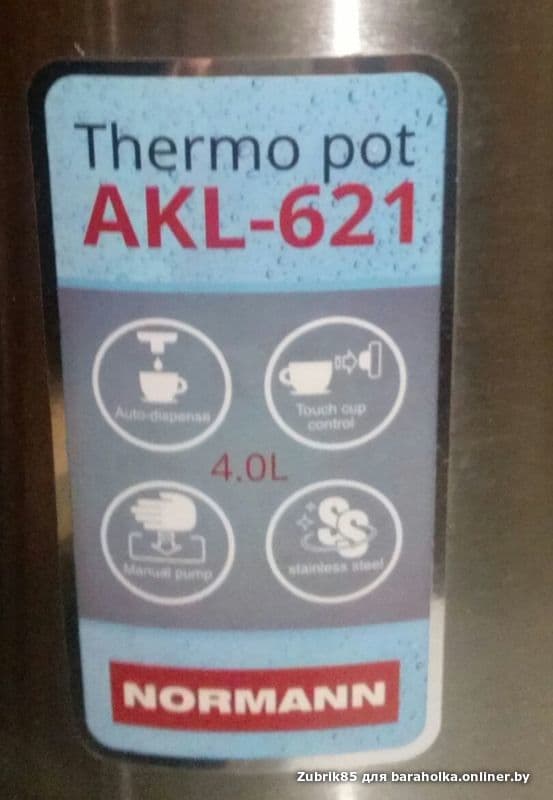 Thermo pot
AKL-621
Auto-dispense
Touch cup
control
4.0L
Manual pump
SS
stainless steel
NORMANN
Zubrik85 для baraholka.onliner.by